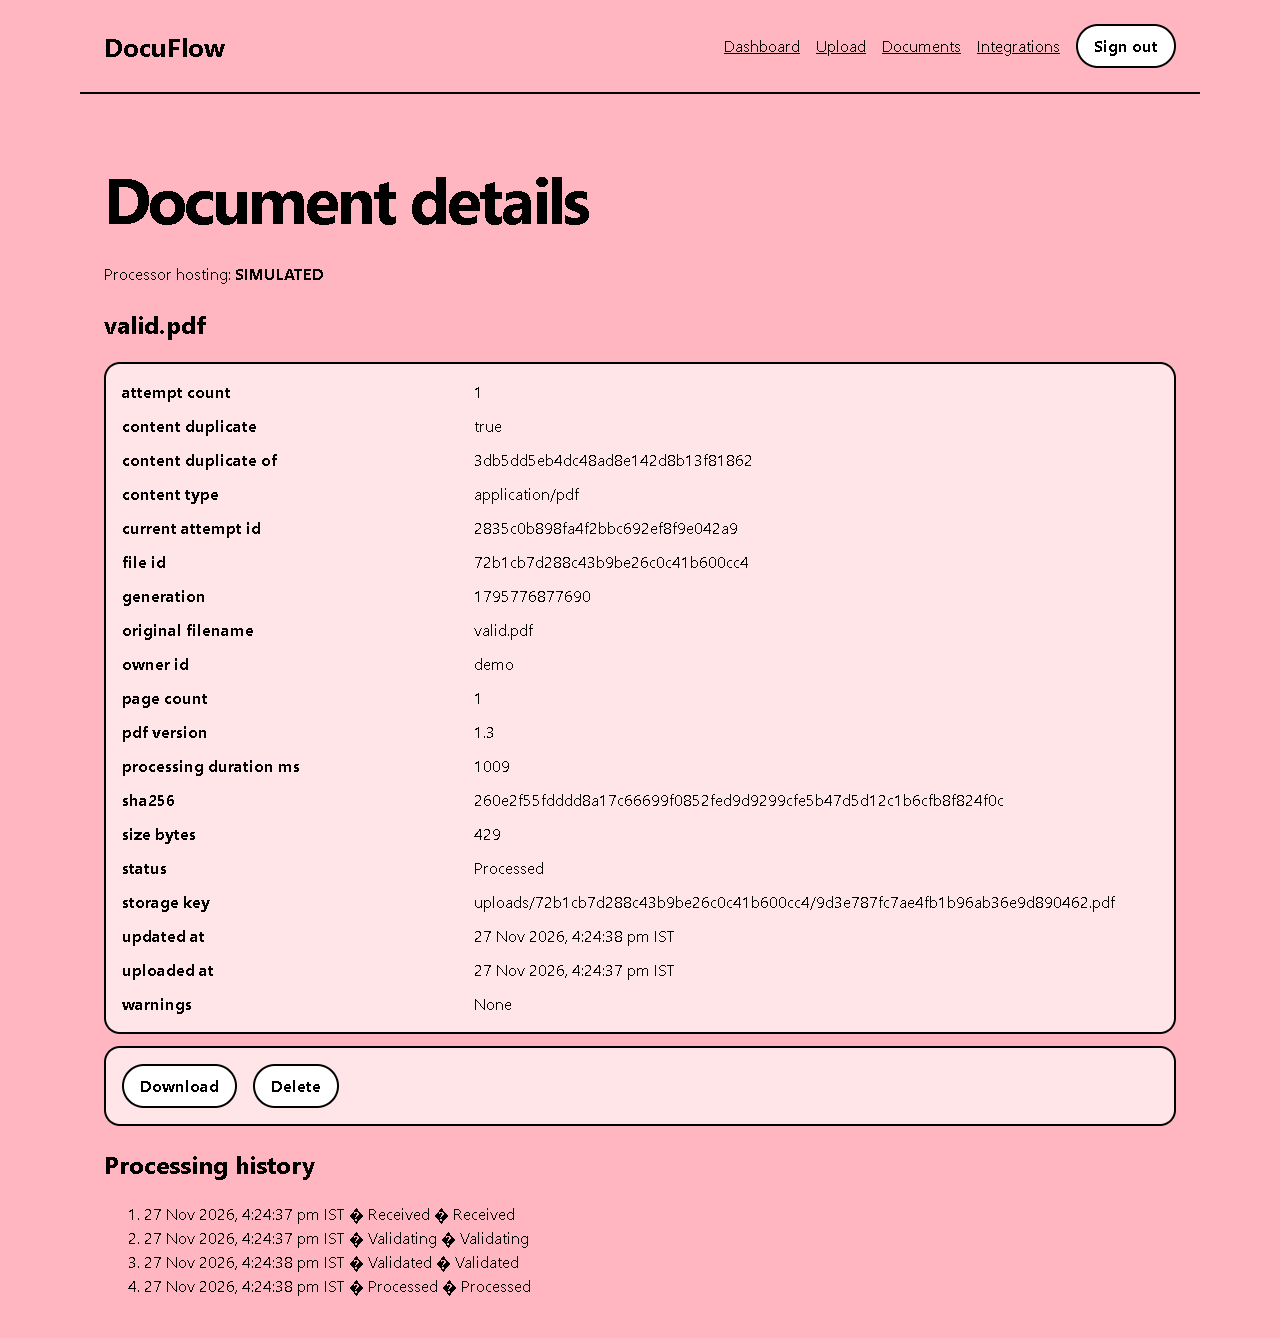 DocuFlow
Dashboard Upload Documents Integrations Sign out
Document details
Processor hosting: SIMULATED
valid.pdf
attempt count 1
content duplicate true
content duplicate of 3db5dd5eb4dc48ad8e142d8b13f81862
content type application/pdf
current attempt id 2835c0b898fa4f2bbc692ef8f9e042a9
file id 72b1cb7d288c43b9be26c0c41b600cc4
generation 1795776877690
original filename valid.pdf
owner id demo
page count 1
pdf version 1.3
processing duration ms 1009
sha256 260e2f55fdddd8a17c66699f0852fed9d9299cfe5b47d5d12c1b6cfb8f824f0c
size bytes 429
status Processed
storage key uploads/72b1cb7d288c43b9be26c0c41b600cc4/9d3e787fc7ae4fb1b96ab36e9d890462.pdf
updated at 27 Nov 2026, 4:24:38 pm IST
uploaded at 27 Nov 2026, 4:24:37 pm IST
warnings None
Download Delete
Processing history
1. 27 Nov 2026, 4:24:37 pm IST � Received � Received
2. 27 Nov 2026, 4:24:37 pm IST � Validating � Validating
3. 27 Nov 2026, 4:24:38 pm IST � Validated � Validated
4. 27 Nov 2026, 4:24:38 pm IST � Processed � Processed